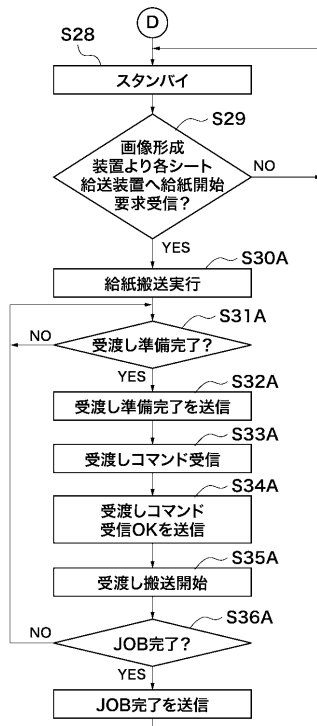 D
S28
スタンバイ
S29
画像形成
装置より各シート
給送装置へ給紙開始
要求受信？
NO
YES
S30A
給紙搬送実行
S31A
NO
受渡し準備完了？
YES
S32A
受渡し準備完了を送信
S33A
受渡しコマンド受信
S34A
受渡しコマンド
受信OKを送信
S35A
受渡し搬送開始
S36A
NO
JOB完了？
YES
JOB完了を送信